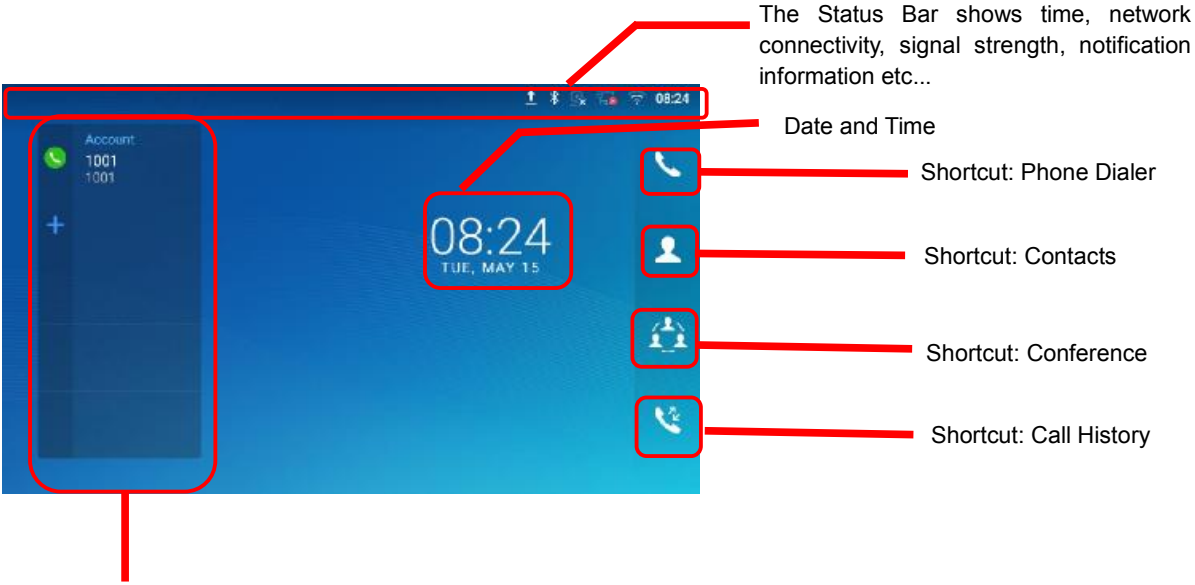 The Status Bar shows time, network
connectivity, signal strength, notification
information etc...
08:24
Date and Time
Account
1001
1001
Shortcut: Phone Dialer
08:24
TUE, MAY 15
Shortcut: Contacts
Shortcut: Conference
Shortcut: Call History